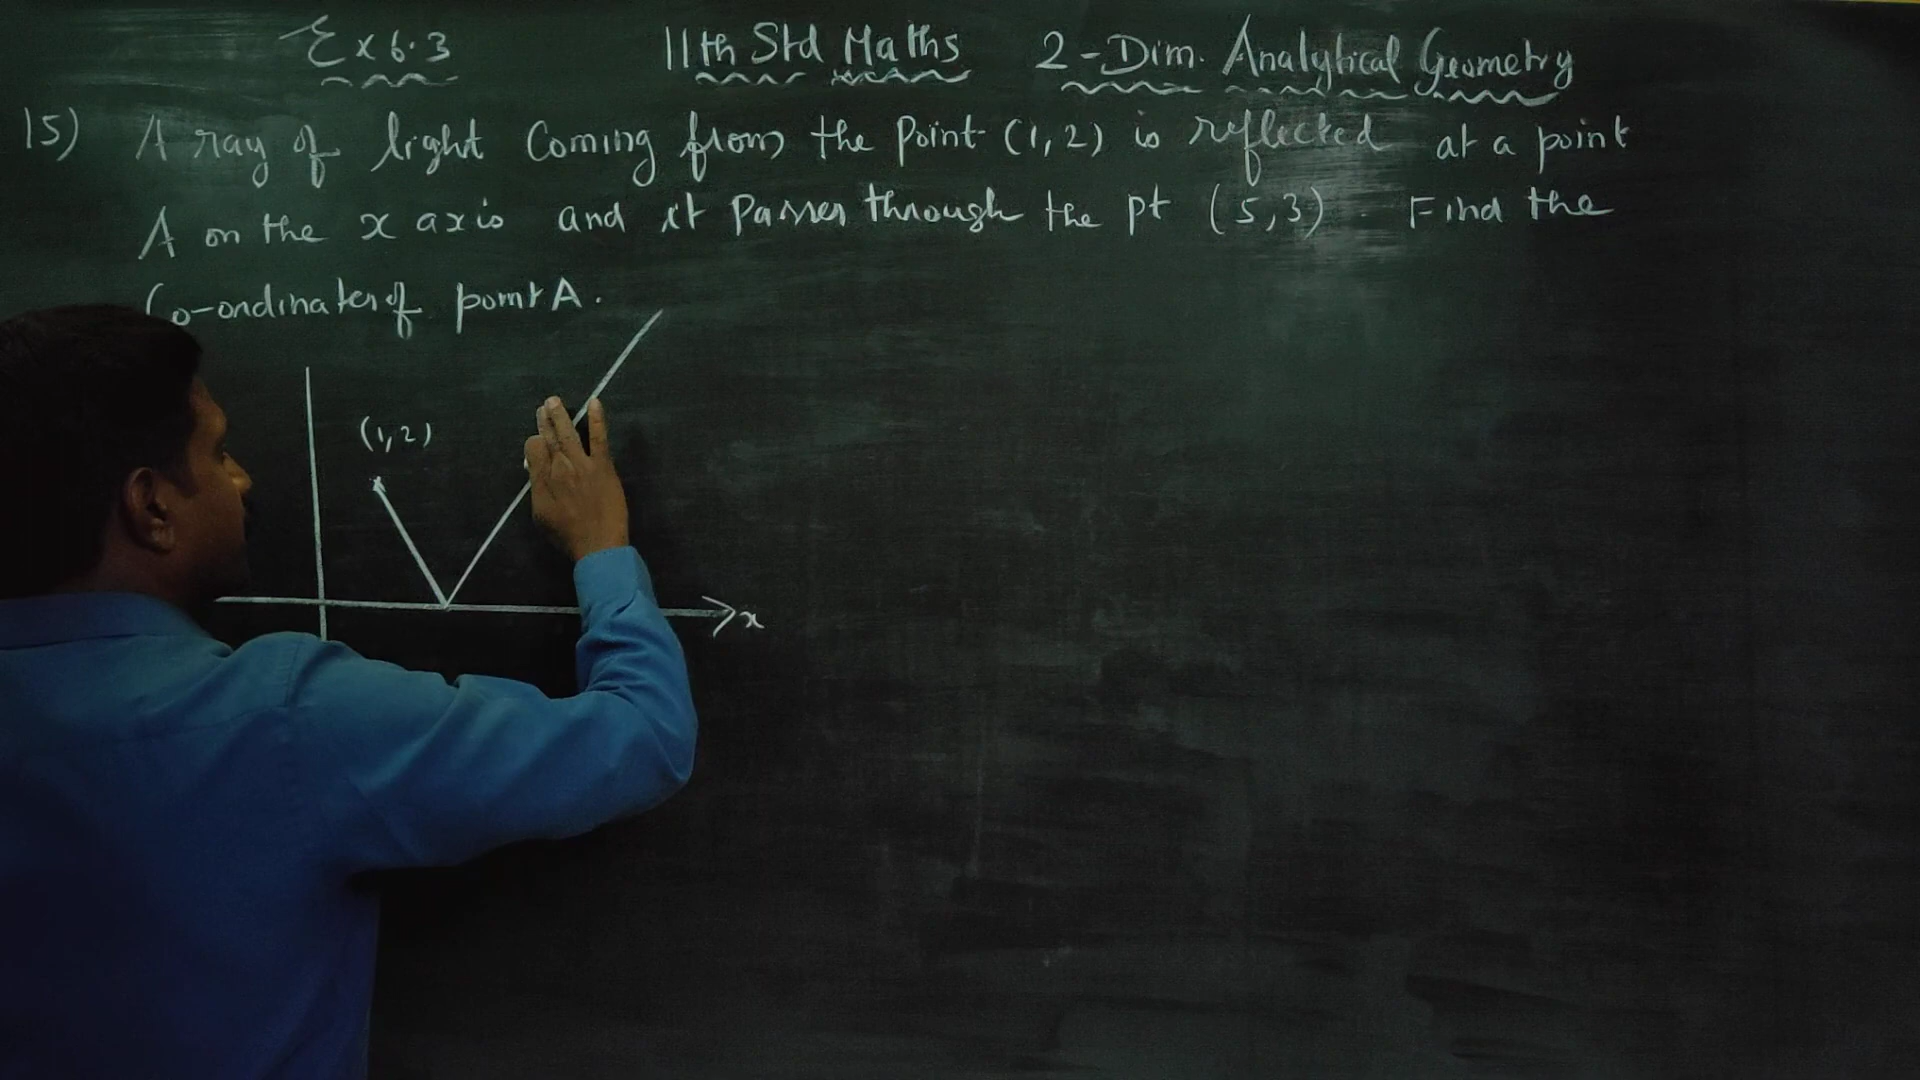 Ex 6.3 11th Std Maths 2-Dim. Analytical Geometry
15) A ray of light coming from the point (1,2) is reflected at a point
A on the x axis and it passes through the pt (5,3) Find the
Co-ordinates of point A.
(1,2)
x